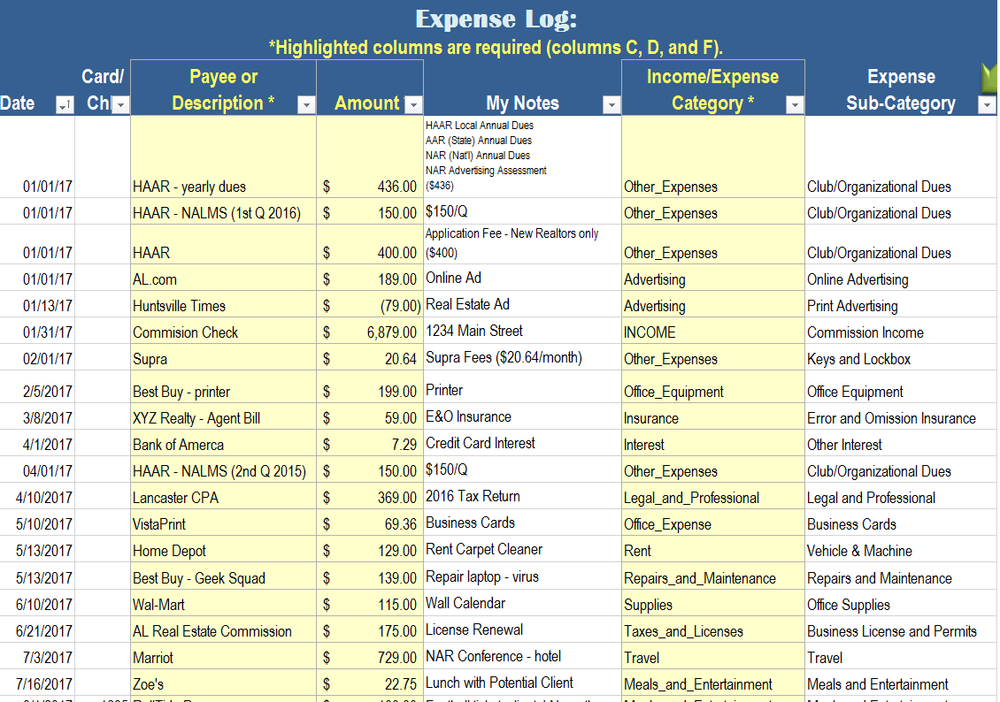 Expense Log:
*Highlighted columns are required (columns C, D, and F).
Date Card/ Ch Payee or Description * Amount My Notes Income/Expense Category * Expense Sub-Category
HAAR Local Annual Dues
AAR (State) Annual Dues
NAR (Nat'l) Annual Dues
NAR Advertising Assessment
($436)
01/01/17 HAAR - yearly dues $ 436.00 Other_Expenses Club/Organizational Dues
01/01/17 HAAR - NALMS (1st Q 2016) $ 150.00 $150/Q Other_Expenses Club/Organizational Dues
Application Fee - New Realtors only
01/01/17 HAAR $ 400.00 ($400) Other_Expenses Club/Organizational Dues
01/01/17 AL.com $ 189.00 Online Ad Advertising Online Advertising
01/13/17 Huntsville Times $ (79.00) Real Estate Ad Advertising Print Advertising
01/31/17 Commision Check $ 6,879.00 1234 Main Street INCOME Commission Income
02/01/17 Supra $ 20.64 Supra Fees ($20.64/month) Other_Expenses Keys and Lockbox
2/5/2017 Best Buy - printer $ 199.00 Printer Office_Equipment Office Equipment
3/8/2017 XYZ Realty - Agent Bill $ 59.00 E&O Insurance Insurance Error and Omission Insurance
4/1/2017 Bank of Amerca $ 7.29 Credit Card Interest Interest Other Interest
04/01/17 HAAR - NALMS (2nd Q 2015) $ 150.00 $150/Q Other_Expenses Club/Organizational Dues
4/10/2017 Lancaster CPA $ 369.00 2016 Tax Return Legal_and_Professional Legal and Professional
5/10/2017 VistaPrint $ 69.36 Business Cards Office_Expense Business Cards
5/13/2017 Home Depot $ 129.00 Rent Carpet Cleaner Rent Vehicle & Machine
5/13/2017 Best Buy - Geek Squad $ 139.00 Repair laptop - virus Repairs_and_Maintenance Repairs and Maintenance
6/10/2017 Wal-Mart $ 115.00 Wall Calendar Supplies Office Supplies
6/21/2017 AL Real Estate Commission $ 175.00 License Renewal Taxes_and_Licenses Business License and Permits
7/3/2017 Marriot $ 729.00 NAR Conference - hotel Travel Travel
7/16/2017 Zoe's $ 22.75 Lunch with Potential Client Meals_and_Entertainment Meals and Entertainment